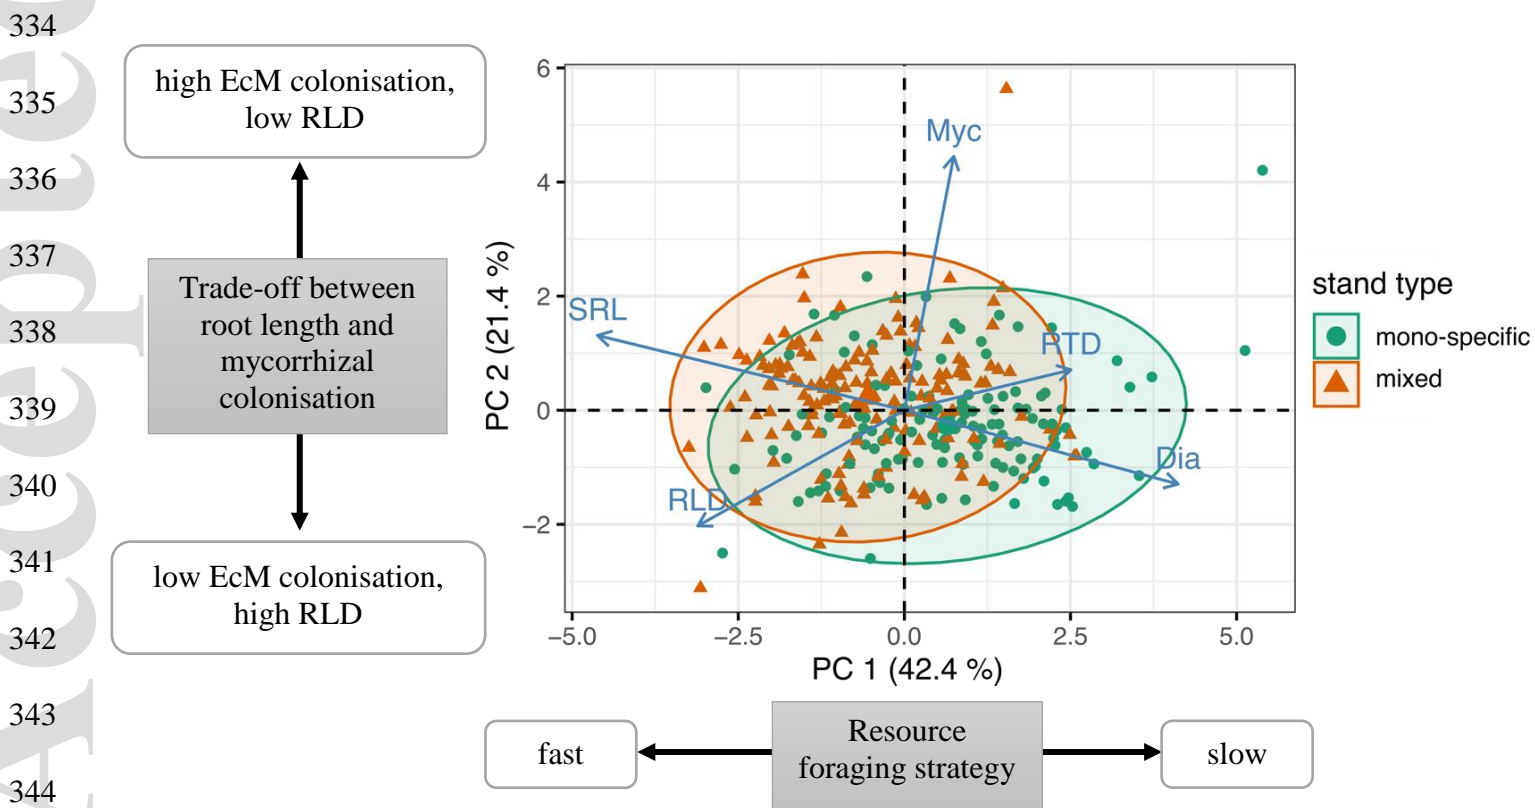 334
335
336
337
338
339
340
341
342
343
344
Accepted
high EcM colonisation,
low RLD
Trade-off between
root length and
mycorrhizal
colonisation
low EcM colonisation,
high RLD
PC 2 (21.4 %)
6
4
2
0
−2
Myc
SRL
RTD
Dia
RLD
−5.0 −2.5 0.0 2.5 5.0
PC 1 (42.4 %)
stand type
mono-specific
mixed
fast
Resource
foraging strategy
slow